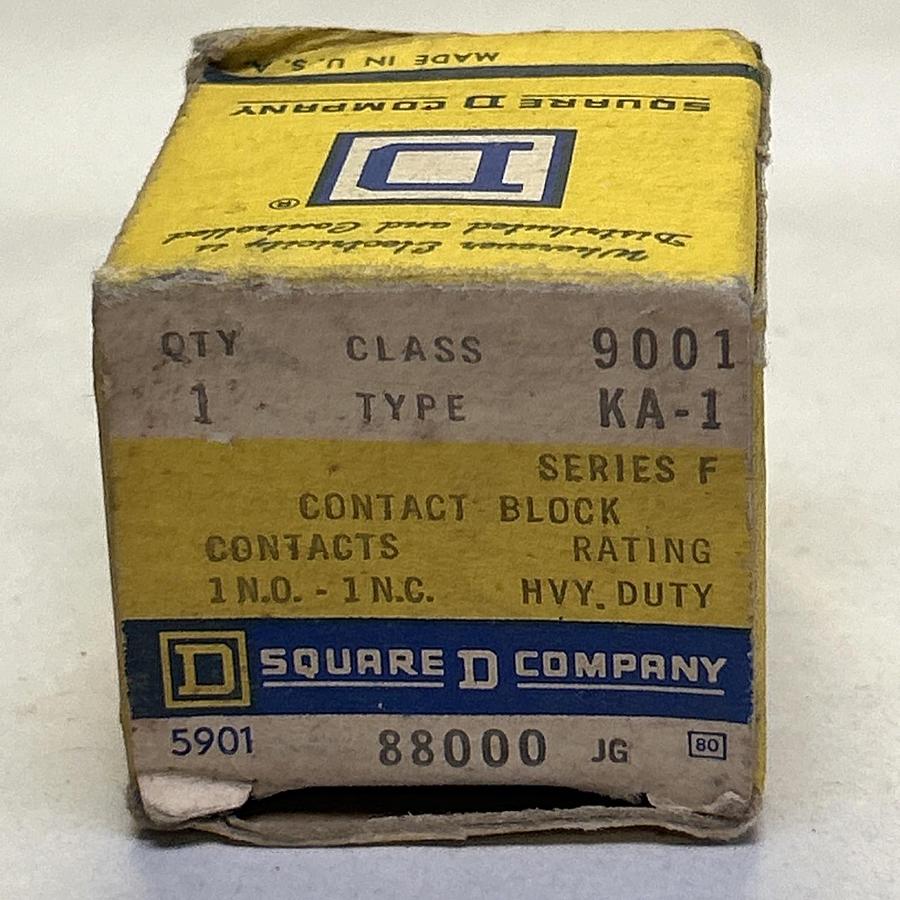 MADE IN U.S.A.
SQUARE D COMPANY
D
®
Wherever Electricity is
Distributed and Controlled
QTY CLASS 9001
1 TYPE KA-1
SERIES F
CONTACT BLOCK
CONTACTS RATING
1 N.O. - 1 N.C. HVY. DUTY
D SQUARE D COMPANY
5901 88000 JG 80